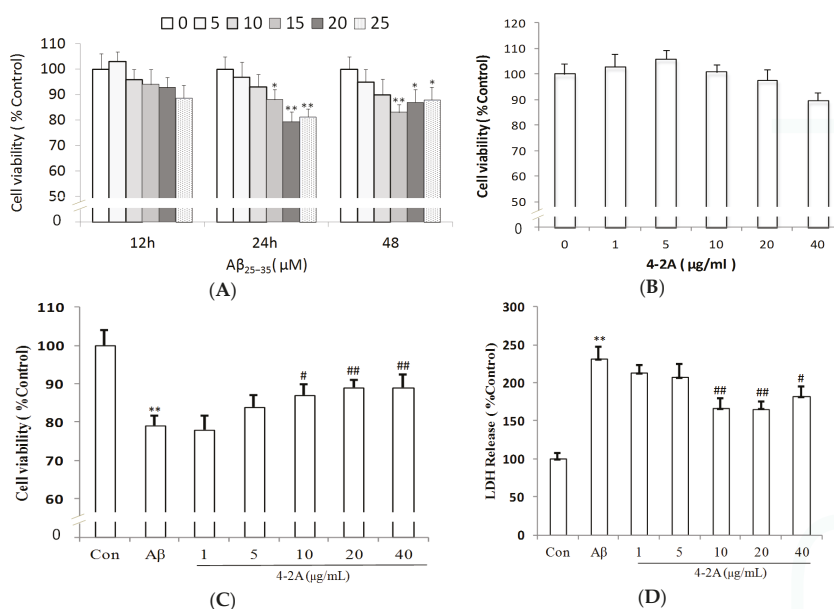 0 5 10 15 20 25
Cell viability ( % Control)
110
100
90
80
70
60
50
0
* ** ** ** * *
12h 24h 48
Aβ25–35( μM)
(A)
Cell viability ( %Control)
120
110
100
90
80
70
60
50
0
0 1 5 10 20 40
4-2A ( μg/ml )
(B)
Cell viability ( %Control)
110
100
90
80
70
60
0
** # ## ##
Con Aβ 1 5 10 20 40
4-2A (μg/mL)
(C)
LDH Release ( %Control)
300
250
200
150
100
50
0
** ## ## #
Con Aβ 1 5 10 20 40
4-2A (μg/mL)
(D)